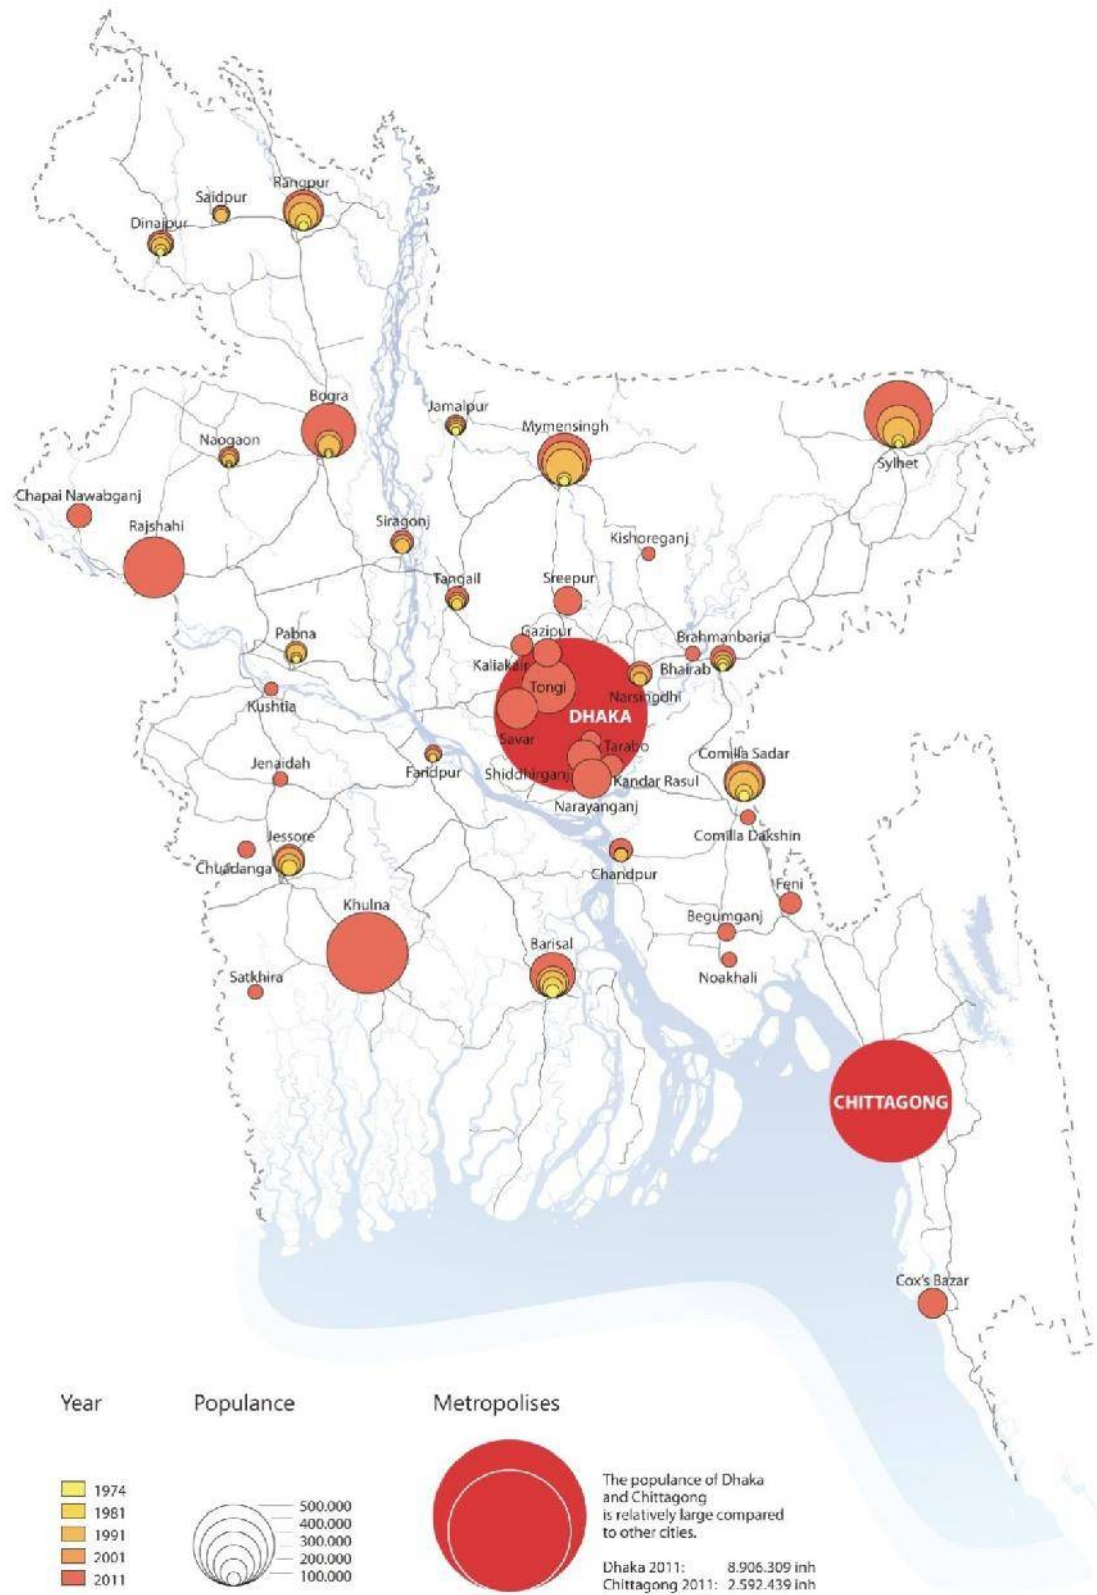 Rangpur
Saidpur
Dinajpur
Bogra
Jamalpur
Mymensingh
Naogaon
Sylhet
Chapai Nawabganj
Rajshahi
Siragonj
Kishoreganj
Tangail
Sreepur
Gazipur
Pabna
Brahmanbaria
Kaliakair
Bhairab
Tongi
Narsingdhi
Kushtia
DHAKA
Savar
Tarabo
Comilla Sadar
Jenaidah
Faridpur
Shiddhirganj
Kandar Rasul
Narayanganj
Jessore
Comilla Dakshin
Chuadanga
Chandpur
Feni
Khulna
Begumganj
Barisal
Satkhira
Noakhali
CHITTAGONG
Cox's Bazar
Year
Populance
Metropolises
1974
1981
1991
2001
2011
500.000
400.000
300.000
200.000
100.000
The populance of Dhaka
and Chittagong
is relatively large compared
to other cities.
Dhaka 2011: 8.906.309 inh
Chittagong 2011: 2.592.439 inh